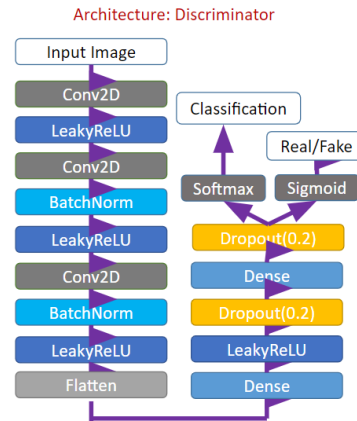 Architecture: Discriminator
Input Image
Conv2D
LeakyReLU
Conv2D
BatchNorm
LeakyReLU
Conv2D
BatchNorm
LeakyReLU
Flatten
Classification
Real/Fake
Softmax
Sigmoid
Dropout(0.2)
Dense
Dropout(0.2)
LeakyReLU
Dense